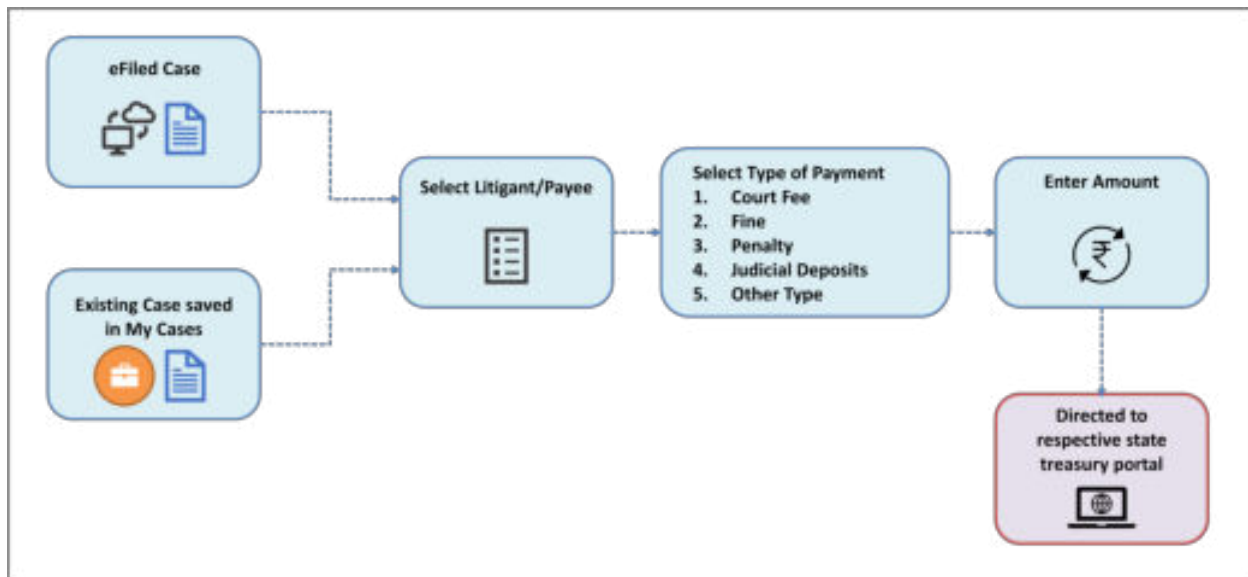 eFiled Case
Existing Case saved
in My Cases
Select Litigant/Payee
Select Type of Payment
1. Court Fee
2. Fine
3. Penalty
4. Judicial Deposits
5. Other Type
Enter Amount
₹
Directed to
respective state
treasury portal